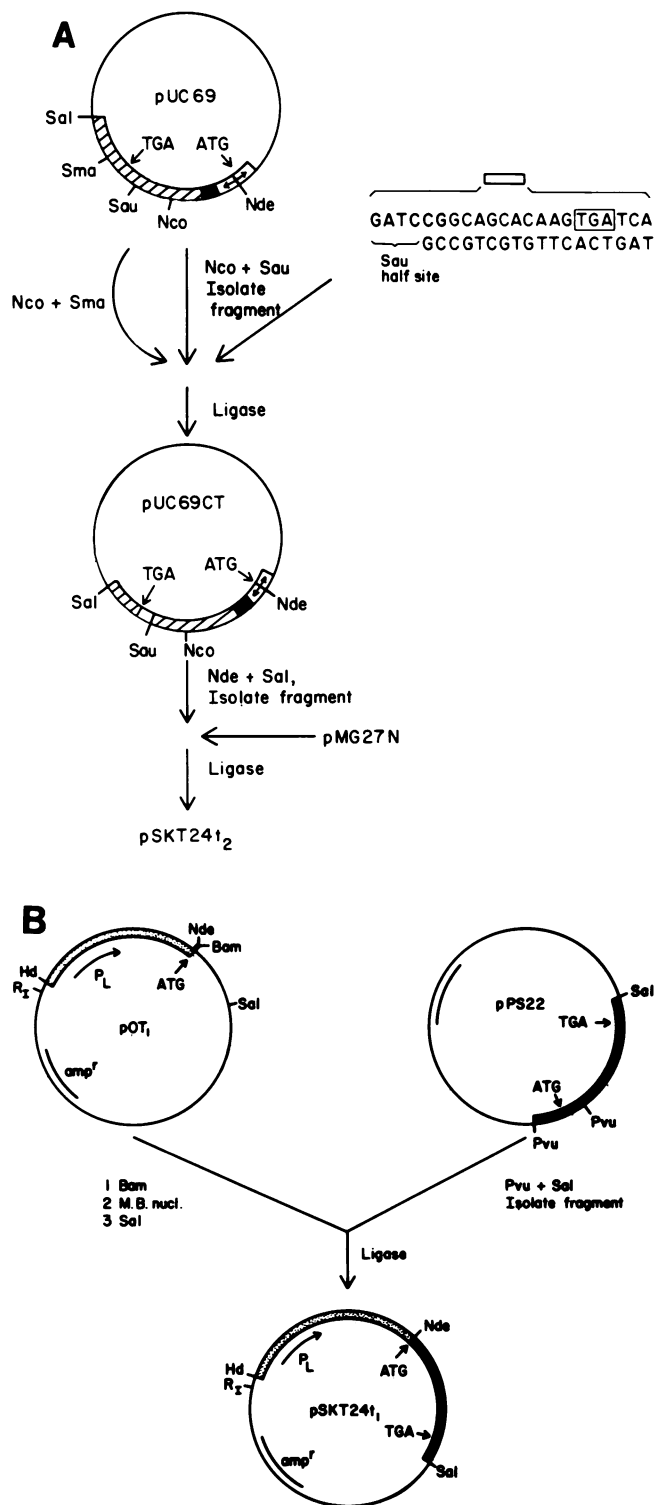 A
pUC69
Sal
TGA ATG
Sma
Sau
Nco
Nde
GATCCGGCAGCACAAGTGATCA
GCCGTCGTGTTCACTGAT
Sau
half site
Nco + Sma
Nco + Sau
Isolate
fragment
Ligase
pUC69CT
TGA
ATG
Sal
Nde
Sau
Nco
Nde + Sal,
Isolate fragment
pMG27N
Ligase
pSKT24t2
B
Nde
Bam
Hd
RI
PL
ATG
Sal
pOT1
ampr
pPS22
Sal
TGA
ATG
Pvu
Pvu
1 Bam
2 M.B. nucl.
3 Sal
Pvu + Sal
Isolate fragment
Ligase
Nde
PL
ATG
Hd
RI
pSKT24t1
TGA
ampr
Sal